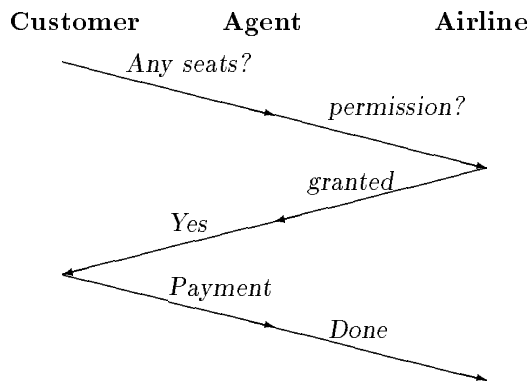 Customer Agent Airline
Any seats?
permission?
granted
Yes
Payment
Done